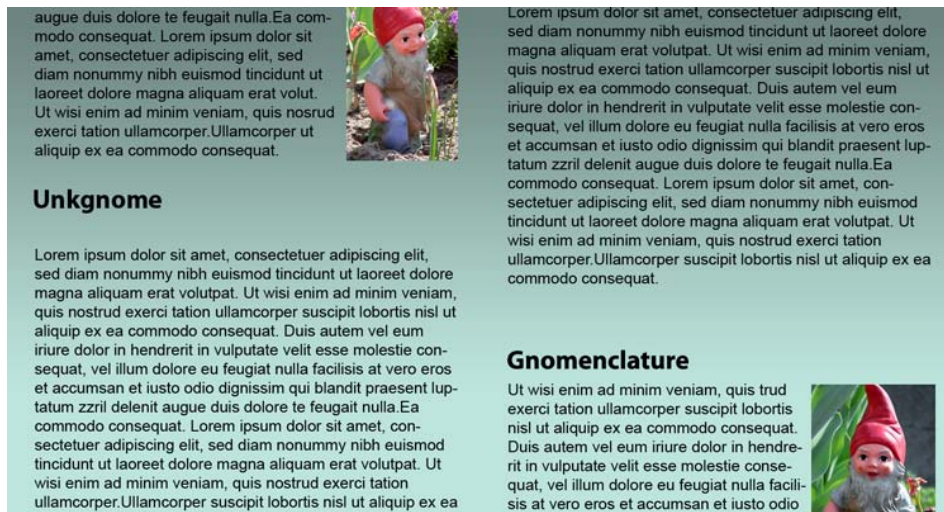 augue duis dolore te feugait nulla.Ea com-
modo consequat. Lorem ipsum dolor sit
amet, consectetuer adipiscing elit, sed
diam nonummy nibh euismod tincidunt ut
laoreet dolore magna aliquam erat volut.
Ut wisi enim ad minim veniam, quis nosrud
exerci tation ullamcorper.Ullamcorper ut
aliquip ex ea commodo consequat.
Unkgnome
Lorem ipsum dolor sit amet, consectetuer adipiscing elit,
sed diam nonummy nibh euismod tincidunt ut laoreet dolore
magna aliquam erat volutpat. Ut wisi enim ad minim veniam,
quis nostrud exerci tation ullamcorper suscipit lobortis nisl ut
aliquip ex ea commodo consequat. Duis autem vel eum
iriure dolor in hendrerit in vulputate velit esse molestie con-
sequat, vel illum dolore eu feugiat nulla facilisis at vero eros
et accumsan et iusto odio dignissim qui blandit praesent lup-
tatum zzril delenit augue duis dolore te feugait nulla.Ea
commodo consequat. Lorem ipsum dolor sit amet, con-
sectetuer adipiscing elit, sed diam nonummy nibh euismod
tincidunt ut laoreet dolore magna aliquam erat volutpat. Ut
wisi enim ad minim veniam, quis nostrud exerci tation
ullamcorper.Ullamcorper suscipit lobortis nisl ut aliquip ex ea
Lorem ipsum dolor sit amet, consectetuer adipiscing elit,
sed diam nonummy nibh euismod tincidunt ut laoreet dolore
magna aliquam erat volutpat. Ut wisi enim ad minim veniam,
quis nostrud exerci tation ullamcorper suscipit lobortis nisl ut
aliquip ex ea commodo consequat. Duis autem vel eum
iriure dolor in hendrerit in vulputate velit esse molestie con-
sequat, vel illum dolore eu feugiat nulla facilisis at vero eros
et accumsan et iusto odio dignissim qui blandit praesent lup-
tatum zzril delenit augue duis dolore te feugait nulla.Ea
commodo consequat. Lorem ipsum dolor sit amet, con-
sectetuer adipiscing elit, sed diam nonummy nibh euismod
tincidunt ut laoreet dolore magna aliquam erat volutpat. Ut
wisi enim ad minim veniam, quis nostrud exerci tation
ullamcorper.Ullamcorper suscipit lobortis nisl ut aliquip ex ea
commodo consequat.
Gnomenclature
Ut wisi enim ad minim veniam, quis trud
exerci tation ullamcorper suscipit lobortis
nisl ut aliquip ex ea commodo consequat.
Duis autem vel eum iriure dolor in hendre-
rit in vulputate velit esse molestie conse-
quat, vel illum dolore eu feugiat nulla facili-
sis at vero eros et accumsan et iusto odio